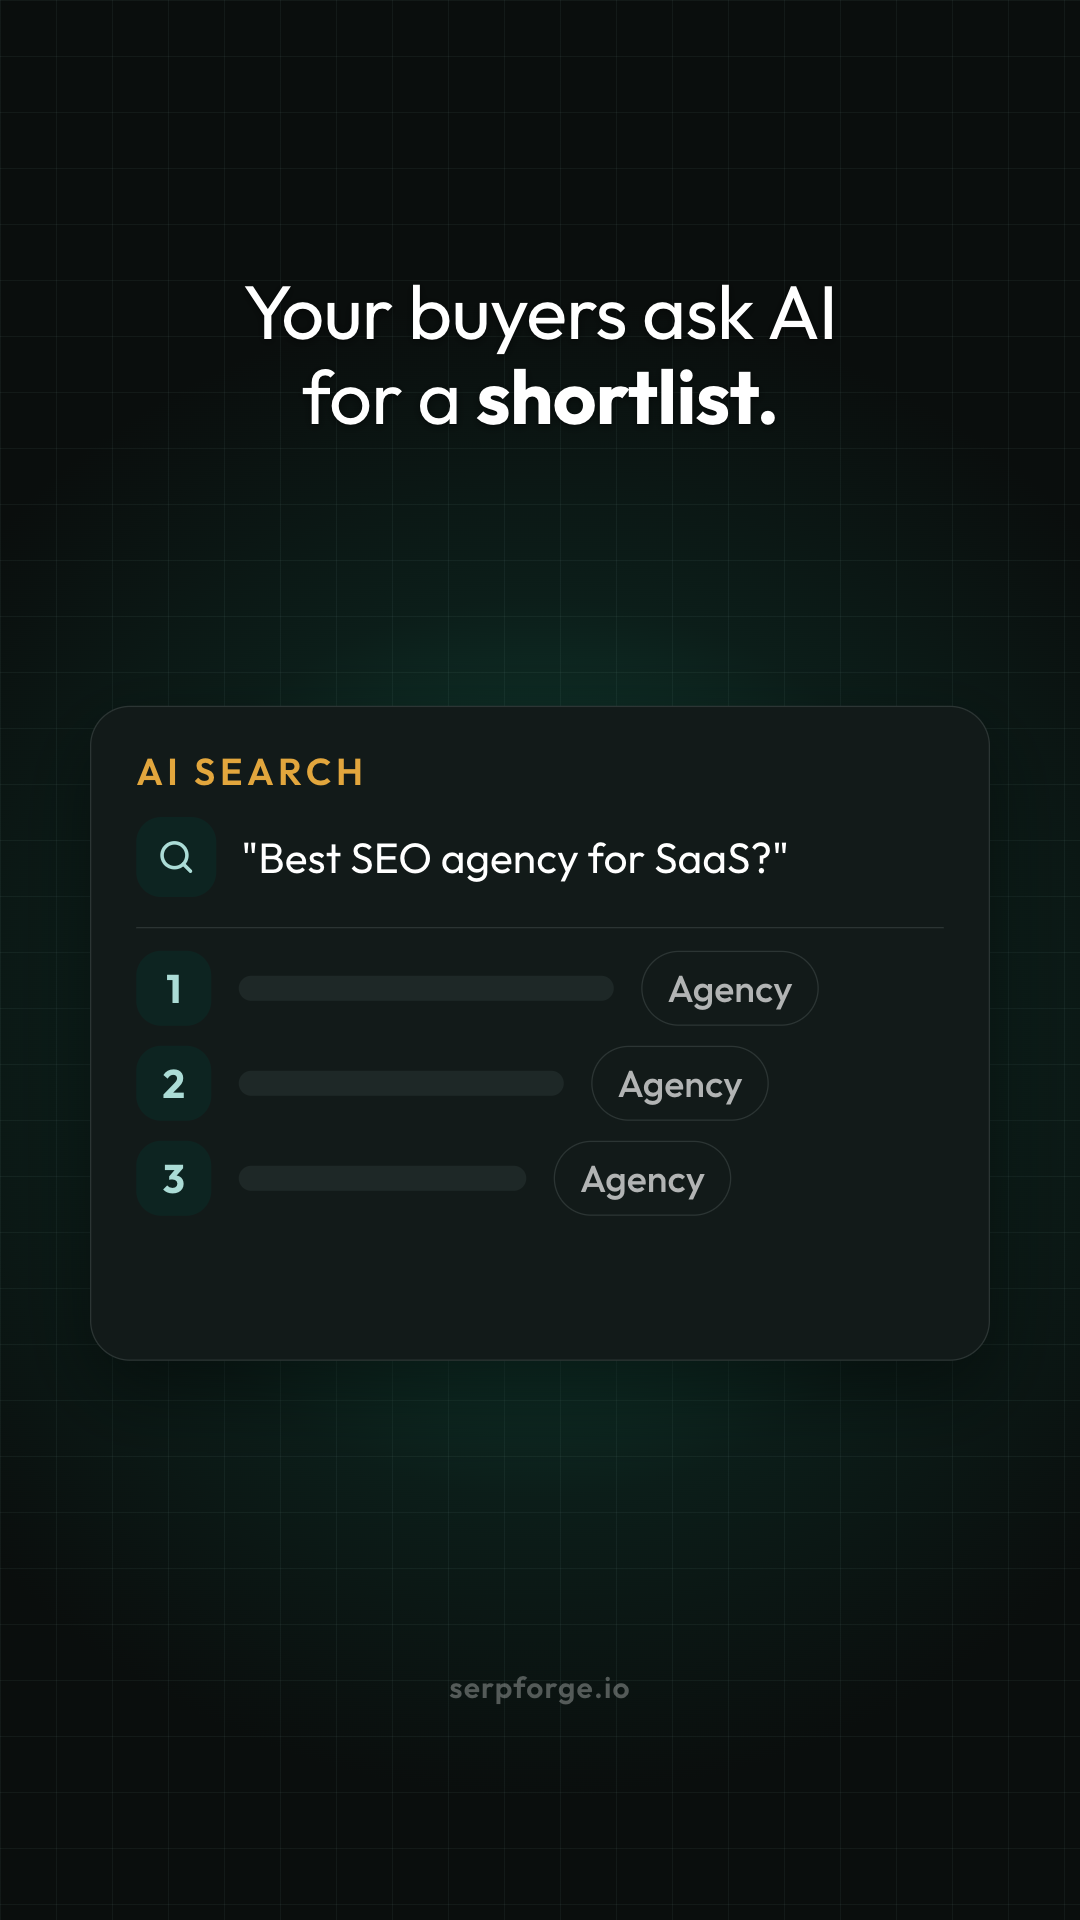 Your buyers ask AI
for a shortlist.
AI SEARCH
"Best SEO agency for SaaS?"
1 Agency
2 Agency
3 Agency
serpforge.io